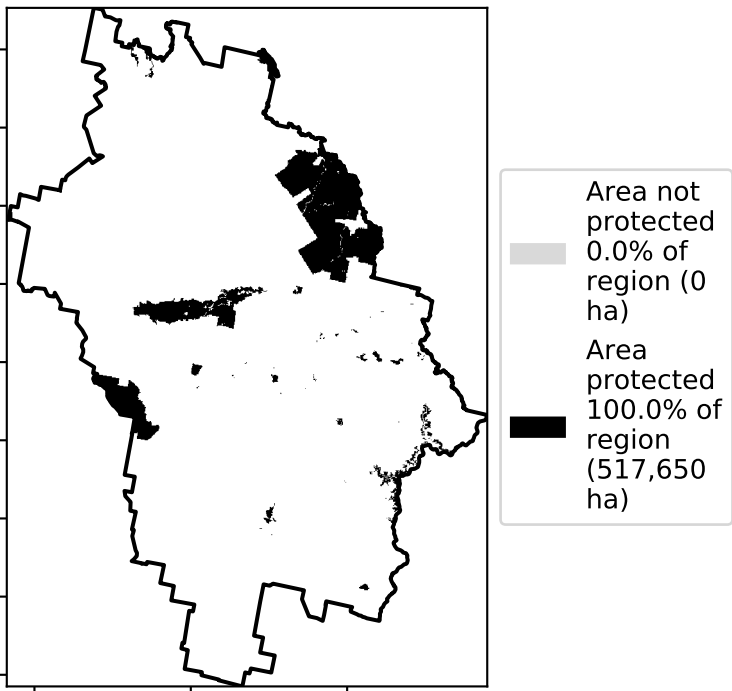 Area not
protected
0.0% of
region (0
ha)
Area
protected
100.0% of
region
(517,650
ha)